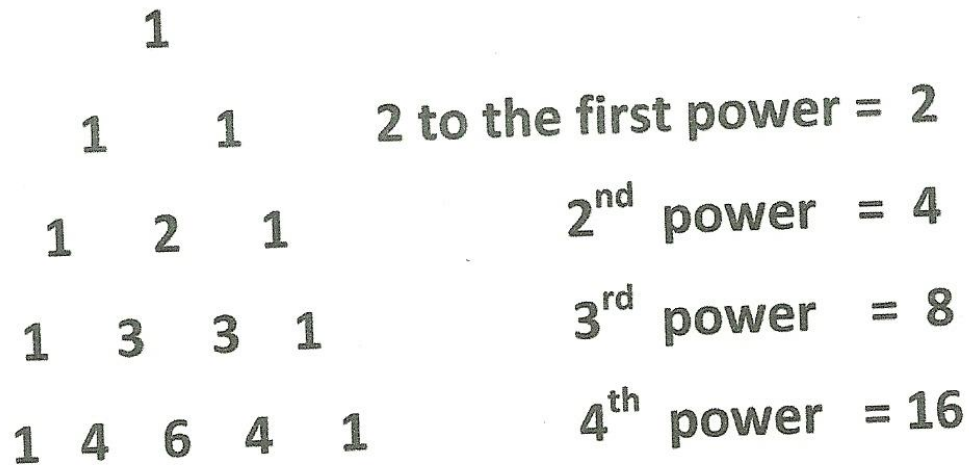 1
1 1 2 to the first power = 2
1 2 1 2nd power = 4
1 3 3 1 3rd power = 8
1 4 6 4 1 4th power = 16